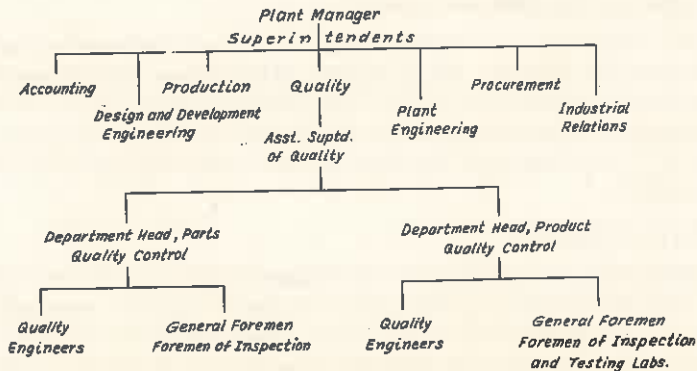 Plant Manager
Superintendents
Accounting
Design and Development
Engineering
Production
Quality
Plant
Engineering
Procurement
Industrial
Relations
Asst. Suptd.
of Quality
Department Head, Parts
Quality Control
Department Head, Product
Quality Control
Quality
Engineers
General Foremen
Foremen of Inspection
Quality
Engineers
General Foremen
Foremen of Inspection
and Testing Labs.